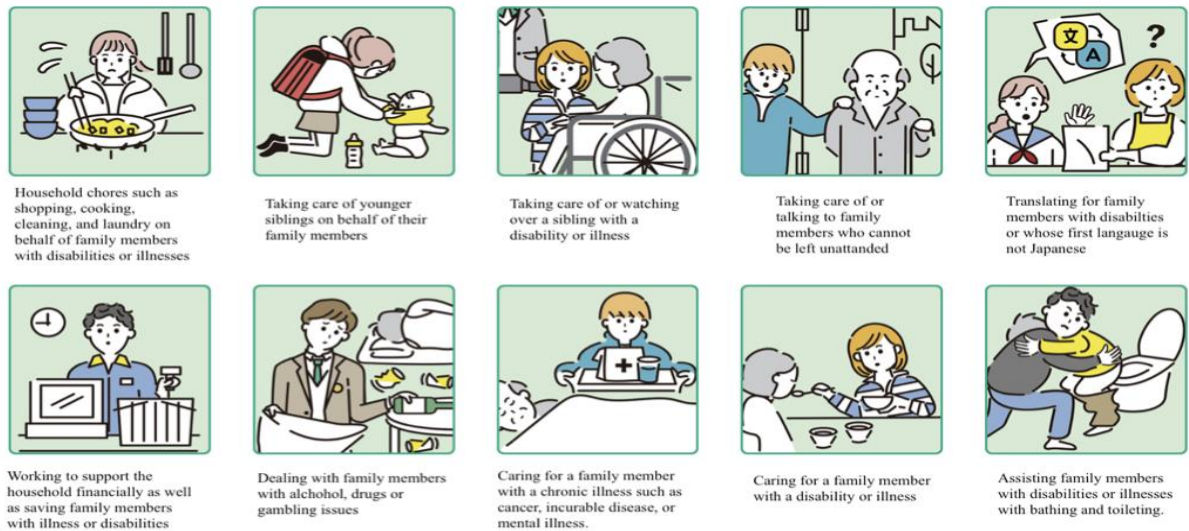 文
A
?
Household chores such as
shopping, cooking,
cleaning, and laundry on
behalf of family members
with disabilities or illnesses
Taking care of younger
siblings on behalf of their
family members
Taking care of or watching
over a sibling with a
disability or illness
Taking care of or
talking to family
members who cannot
be left unattanded
Translating for family
members with disabilties
or whose first langauge is
not Japanese
Working to support the
household financially as well
as saving family members
with illness or disabilities
Dealing with family members
with alchohol, drugs or
gambling issues
Caring for a family member
with a chronic illness such as
cancer, incurable disease, or
mental illness.
Caring for a family member
with a disability or illness
Assisting family members
with disabilities or illnesses
with bathing and toileting.